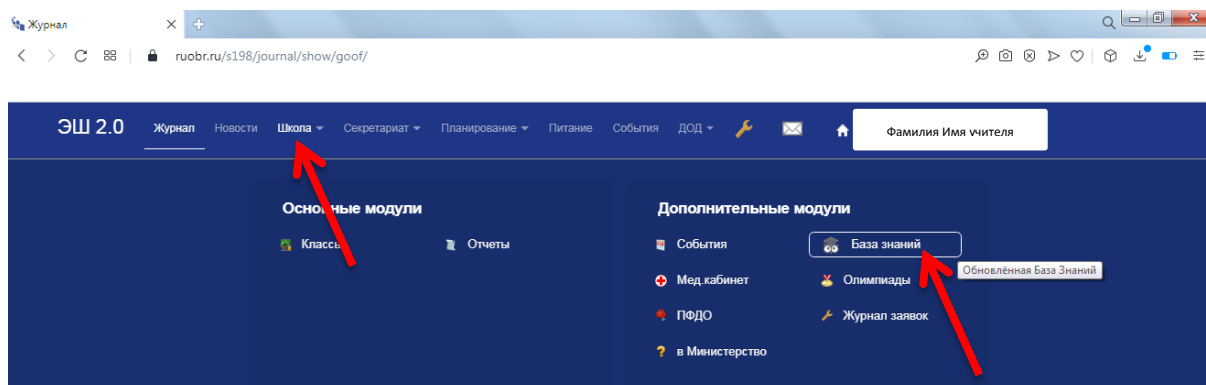 Журнал
ruobr.ru/s198/journal/show/goof/
ЭШ 2.0 Журнал Новости Школа Секретариат Планирование Питание События ДОД Фамилия Имя учителя
Основные модули
Дополнительные модули
Классы Отчеты
События База знаний
Обновлённая База Знаний
Мед.кабинет Олимпиады
ПФДО Журнал заявок
в Министерство